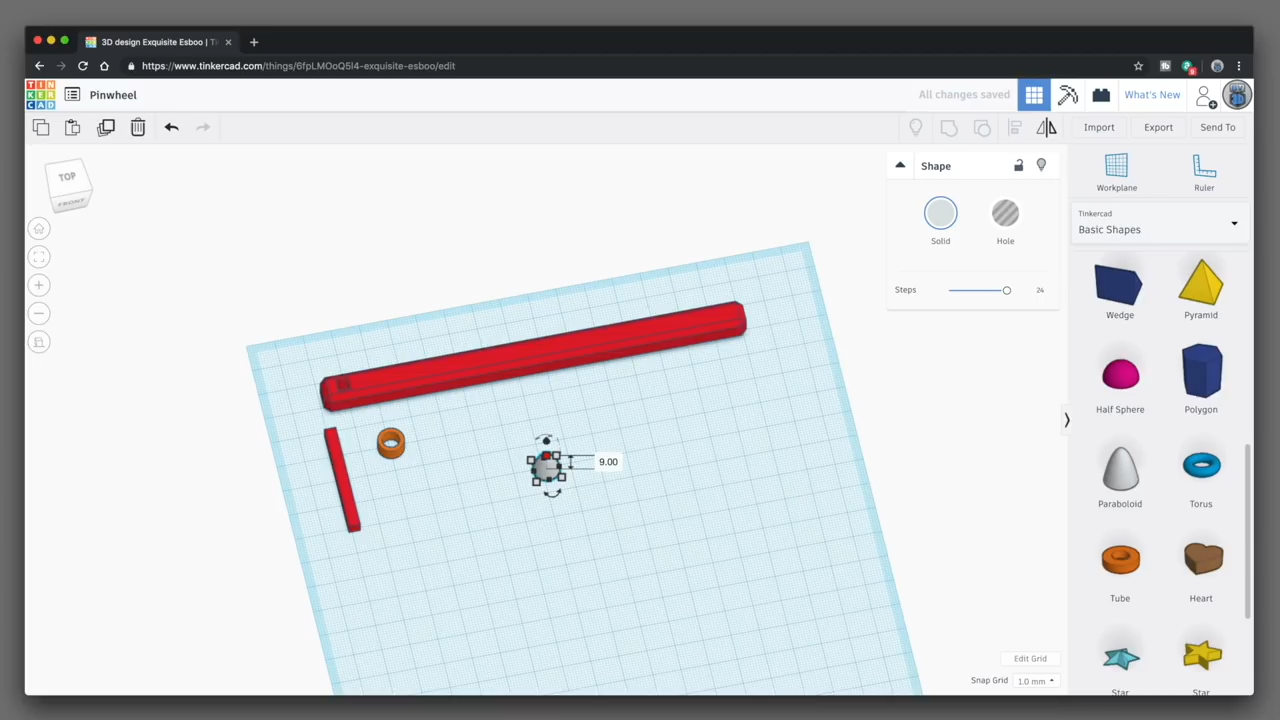 3D design Exquisite Esboo | Ti
https://www.tinkercad.com/things/6fpLMOoQ5l4-exquisite-esboo/edit
TIN
KER
CAD
Pinwheel
All changes saved
What's New
Import
Export
Send To
TOP
FRONT
Shape
Solid
Hole
Steps
24
Workplane
Ruler
Tinkercad
Basic Shapes
Wedge
Pyramid
Half Sphere
Polygon
Paraboloid
Torus
Tube
Heart
Star
Star
9.00
Edit Grid
Snap Grid
1.0 mm